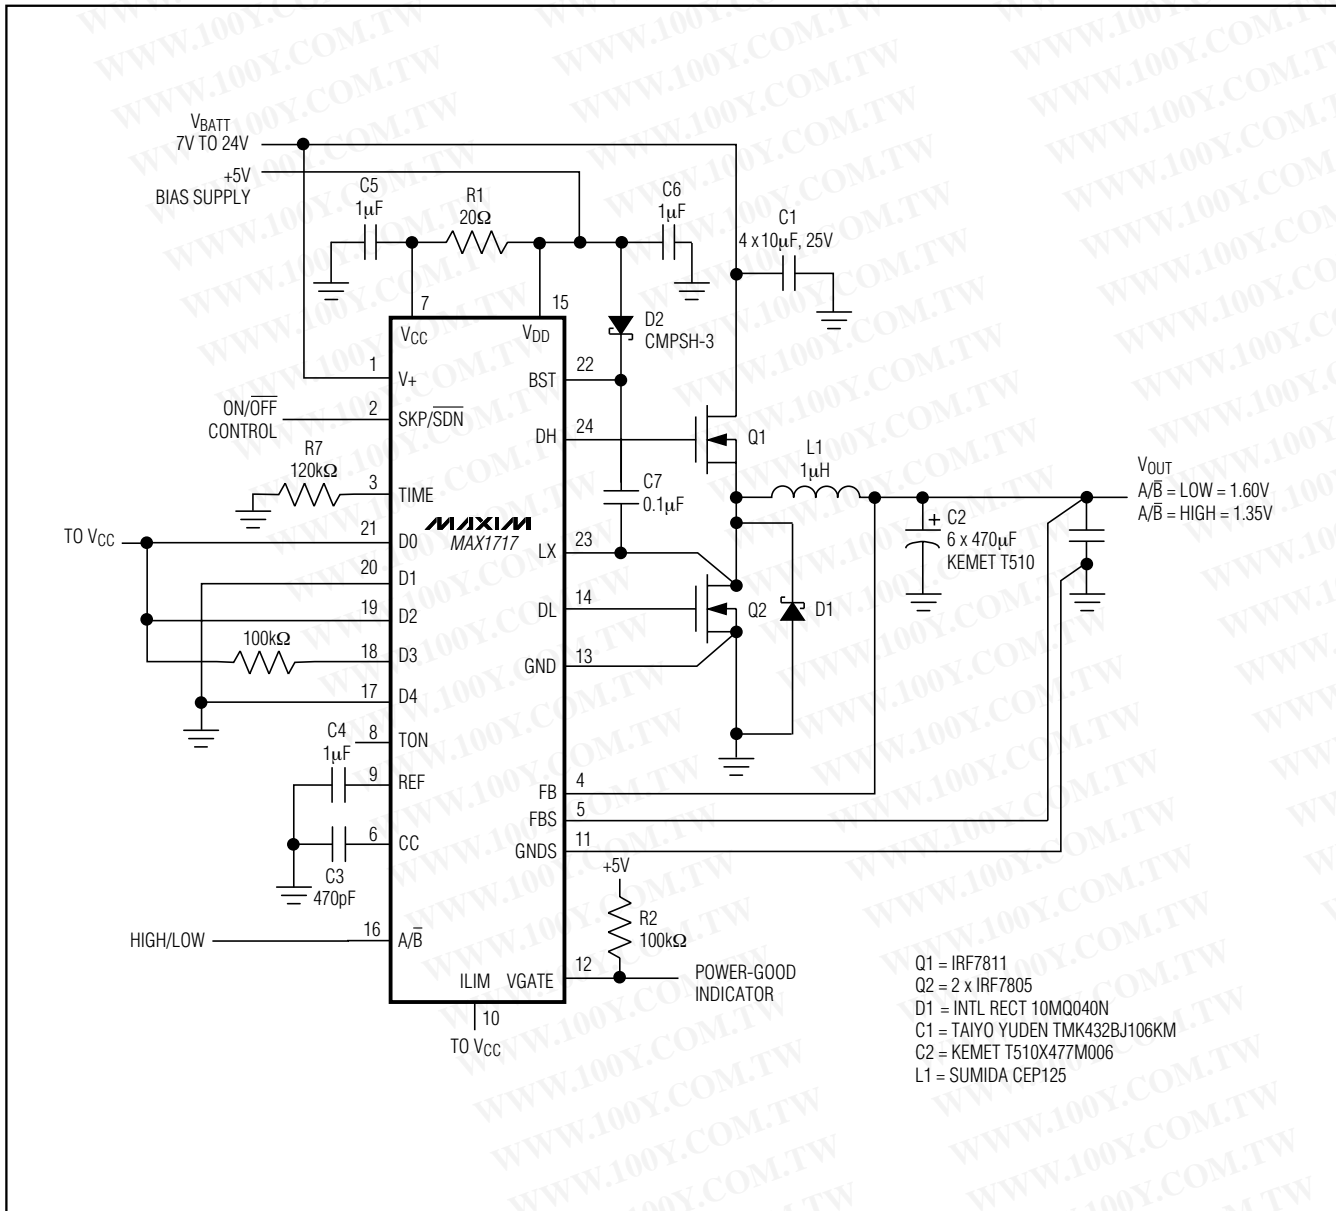 VBATT
7V TO 24V
+5V
BIAS SUPPLY
C5
1µF
R1
20Ω
C6
1µF
C1
4 x 10µF, 25V
7
15
VCC
VDD
D2
CMPSH-3
1
V+
22
BST
ON/OFF
CONTROL
2
SKP/SDN
24
DH
Q1
R7
120kΩ
3
TIME
C7
0.1µF
L1
1µH
VOUT
A/B = LOW = 1.60V
A/B = HIGH = 1.35V
MAXIM
MAX1717
TO VCC
21
D0
23
LX
+
C2
6 x 470µF
KEMET T510
20
D1
19
D2
14
DL
Q2
D1
100kΩ
18
D3
13
GND
17
D4
8
TON
C4
1µF
9
REF
4
FB
5
FBS
6
CC
11
GNDS
C3
470pF
+5V
R2
100kΩ
HIGH/LOW
16
A/B
ILIM
VGATE
12
POWER-GOOD
INDICATOR
10
TO VCC
Q1 = IRF7811
Q2 = 2 x IRF7805
D1 = INTL RECT 10MQ040N
C1 = TAIYO YUDEN TMK432BJ106KM
C2 = KEMET T510X477M006
L1 = SUMIDA CEP125
WWW.100Y.COM.TW